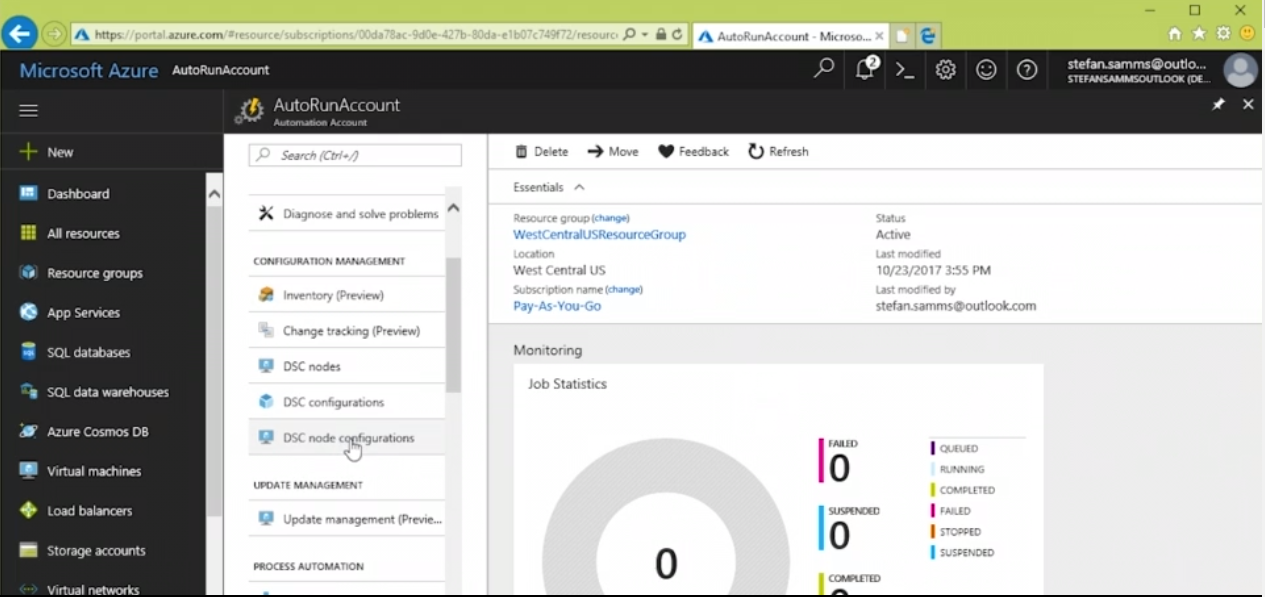 https://portal.azure.com/#resource/subscriptions/00da78ac-9d0e-427b-80da-e1b07c749f72/resourc
AutoRunAccount - Microso...
Microsoft Azure AutoRunAccount
2
stefan.samms@outlo...
STEFANSAMMSOUTLOOK (DE...
AutoRunAccount
Automation Account
New
Dashboard
All resources
Resource groups
App Services
SQL databases
SQL data warehouses
Azure Cosmos DB
Virtual machines
Load balancers
Storage accounts
Virtual networks
Search (Ctrl+/)
Diagnose and solve problems
CONFIGURATION MANAGEMENT
Inventory (Preview)
Change tracking (Preview)
DSC nodes
DSC configurations
DSC node configurations
UPDATE MANAGEMENT
Update management (Previe...
PROCESS AUTOMATION
Delete Move Feedback Refresh
Essentials
Resource group (change)
WestCentralUSResourceGroup
Location
West Central US
Subscription name (change)
Pay-As-You-Go
Status
Active
Last modified
10/23/2017 3:55 PM
Last modified by
stefan.samms@outlook.com
Monitoring
Job Statistics
0
FAILED
0
SUSPENDED
0
COMPLETED
QUEUED
RUNNING
COMPLETED
FAILED
STOPPED
SUSPENDED